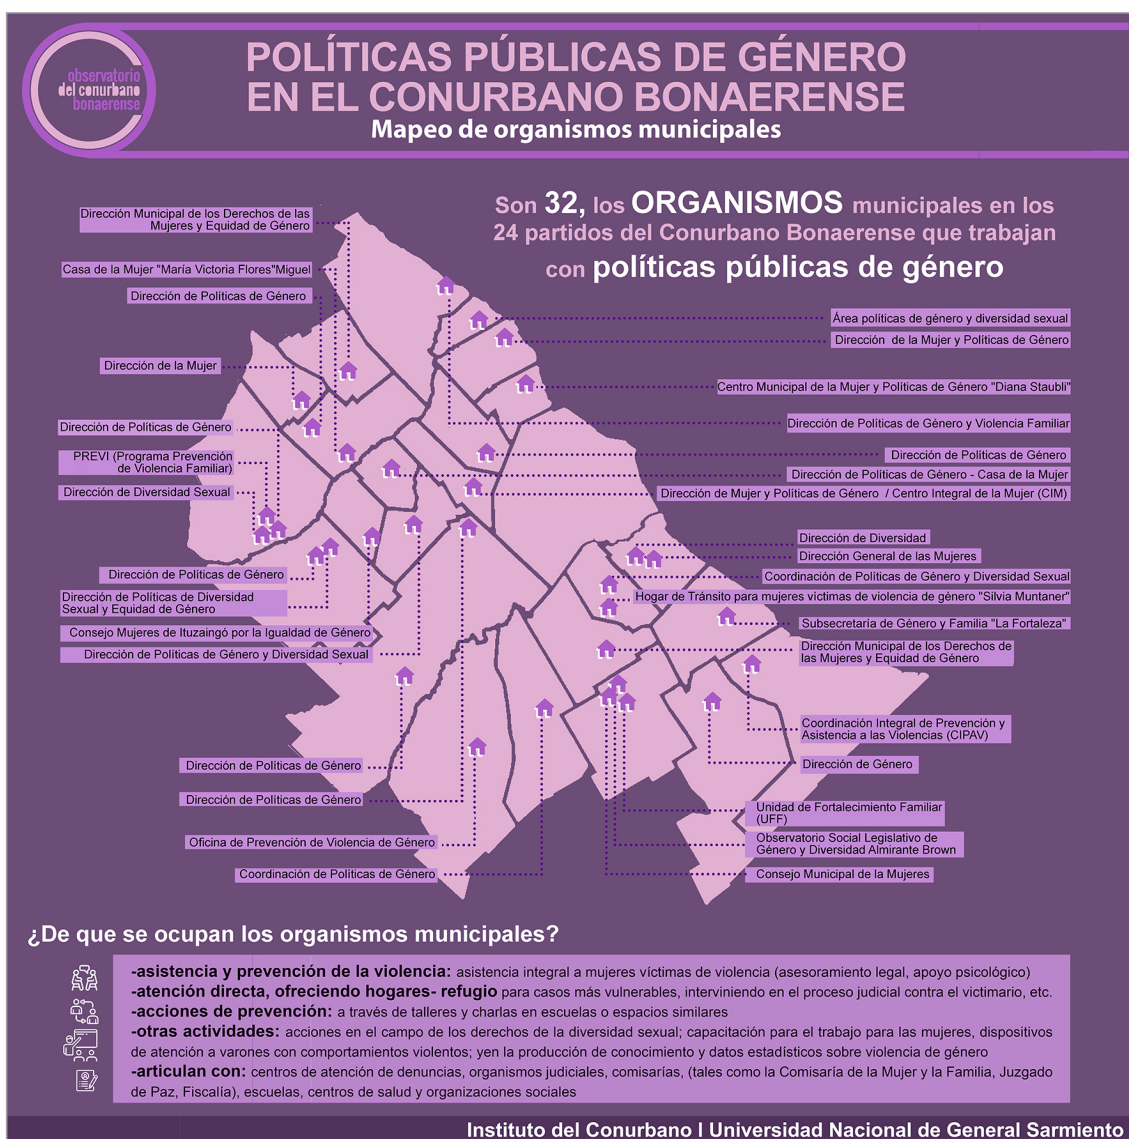 observatorio
del conurbano
bonaerense
POLÍTICAS PÚBLICAS DE GÉNERO
EN EL CONURBANO BONAERENSE
Mapeo de organismos municipales
Son 32, los ORGANISMOS municipales en los
24 partidos del Conurbano Bonaerense que trabajan
con políticas públicas de género
Dirección Municipal de los Derechos de las
Mujeres y Equidad de Género
Casa de la Mujer "María Victoria Flores"Miguel
Dirección de Políticas de Género
Dirección de la Mujer
Dirección de Políticas de Género
PREVI (Programa Prevención
de Violencia Familiar)
Dirección de Diversidad Sexual
Dirección de Políticas de Género
Dirección de Políticas de Diversidad
Sexual y Equidad de Género
Consejo Mujeres de Ituzaingó por la Igualdad de Género
Dirección de Políticas de Género y Diversidad Sexual
Dirección de Políticas de Género
Dirección de Políticas de Género
Oficina de Prevención de Violencia de Género
Coordinación de Políticas de Género
Área políticas de género y diversidad sexual
Dirección de la Mujer y Políticas de Género
Centro Municipal de la Mujer y Políticas de Género "Diana Staubli"
Dirección de Políticas de Género y Violencia Familiar
Dirección de Políticas de Género
Dirección de Políticas de Género - Casa de la Mujer
Dirección de Mujer y Políticas de Género / Centro Integral de la Mujer (CIM)
Dirección de Diversidad
Dirección General de las Mujeres
Coordinación de Políticas de Género y Diversidad Sexual
Hogar de Tránsito para mujeres víctimas de violencia de género "Silvia Muntaner"
Subsecretaría de Género y Familia "La Fortaleza"
Dirección Municipal de los Derechos de
las Mujeres y Equidad de Género
Coordinación Integral de Prevención y
Asistencia a las Violencias (CIPAV)
Dirección de Género
Unidad de Fortalecimiento Familiar
(UFF)
Observatorio Social Legislativo de
Género y Diversidad Almirante Brown
Consejo Municipal de la Mujeres
¿De que se ocupan los organismos municipales?
-asistencia y prevención de la violencia: asistencia integral a mujeres víctimas de violencia (asesoramiento legal, apoyo psicológico)
-atención directa, ofreciendo hogares- refugio para casos más vulnerables, interviniendo en el proceso judicial contra el victimario, etc.
-acciones de prevención: a través de talleres y charlas en escuelas o espacios similares
-otras actividades: acciones en el campo de los derechos de la diversidad sexual; capacitación para el trabajo para las mujeres, dispositivos
de atención a varones con comportamientos violentos; yen la producción de conocimiento y datos estadísticos sobre violencia de género
-articulan con: centros de atención de denuncias, organismos judiciales, comisarías, (tales como la Comisaría de la Mujer y la Familia, Juzgado
de Paz, Fiscalía), escuelas, centros de salud y organizaciones sociales
Instituto del Conurbano I Universidad Nacional de General Sarmiento